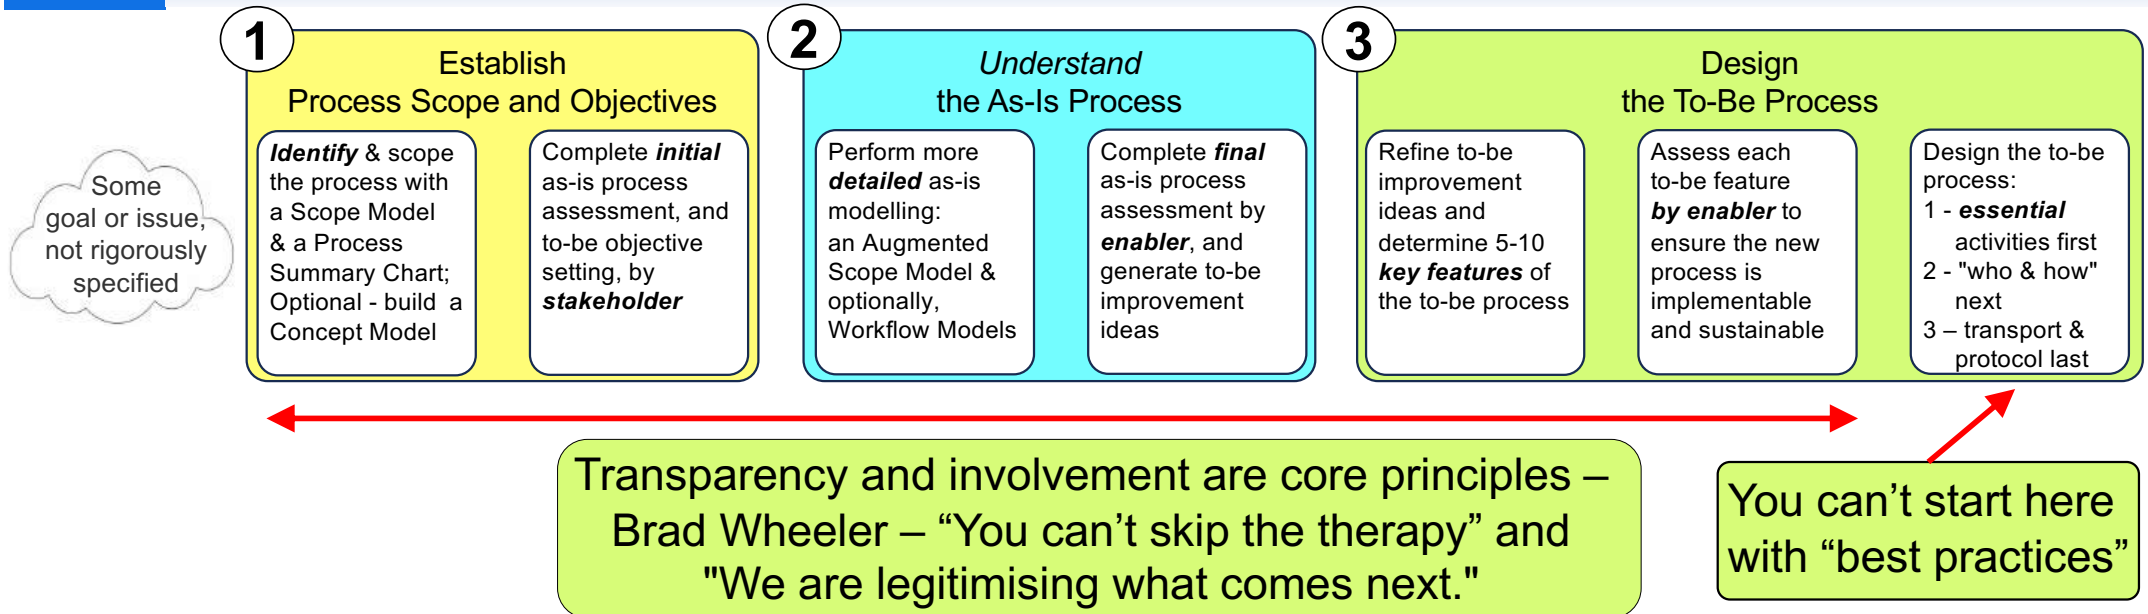 Some
goal or issue,
not rigorously
specified
1
Establish
Process Scope and Objectives
Identify & scope
the process with
a Scope Model
& a Process
Summary Chart;
Optional - build a
Concept Model
Complete initial
as-is process
assessment, and
to-be objective
setting, by
stakeholder
2
Understand
the As-Is Process
Perform more
detailed as-is
modelling:
an Augmented
Scope Model &
optionally,
Workflow Models
Complete final
as-is process
assessment by
enabler, and
generate to-be
improvement
ideas
3
Design
the To-Be Process
Refine to-be
improvement
ideas and
determine 5-10
key features of
the to-be process
Assess each
to-be feature
by enabler to
ensure the new
process is
implementable
and sustainable
Design the to-be
process:
1 - essential
activities first
2 - "who & how"
next
3 – transport &
protocol last
Transparency and involvement are core principles –
Brad Wheeler – “You can’t skip the therapy” and
"We are legitimising what comes next."
You can’t start here
with “best practices”